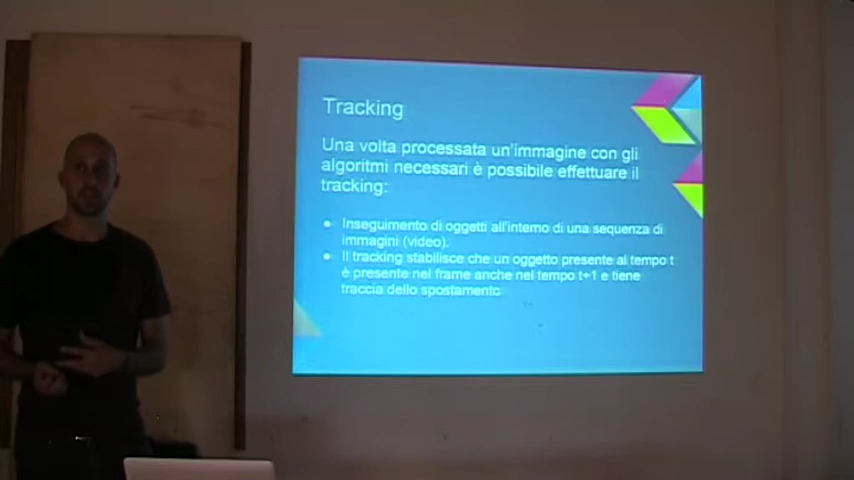 Tracking
Una volta processata un'immagine con gli
algoritmi necessari è possibile effettuare il
tracking:
● Inseguimento di oggetti all'interno di una sequenza di
immagini (video).
● Il tracking stabilisce che un oggetto presente al tempo t
è presente nel frame anche nel tempo t+1 e tiene
traccia dello spostamento